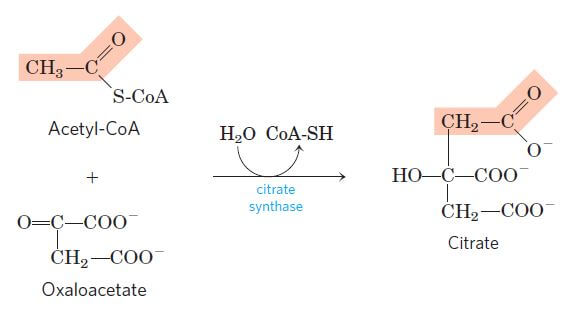 O
CH₃—C
S-CoA
Acetyl-CoA
+
O=C—COO⁻
CH₂—COO⁻
Oxaloacetate
H₂O CoA-SH
citrate
synthase
O
CH₂—C
O⁻
HO—C—COO⁻
CH₂—COO⁻
Citrate